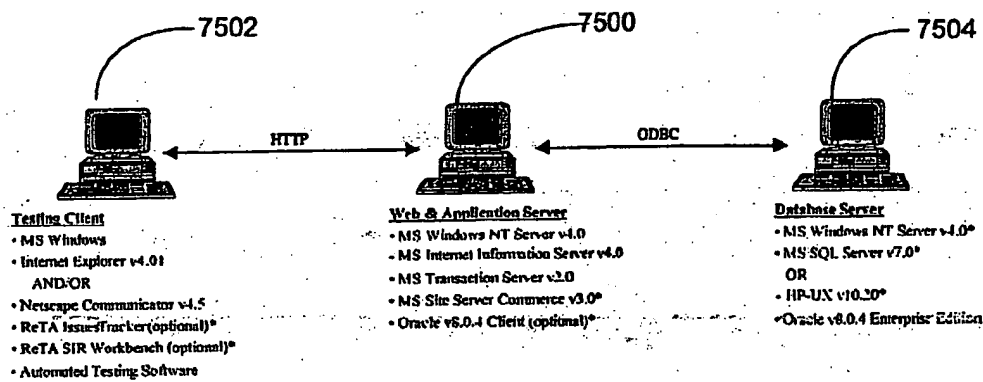 7502
7500
7504
HTTP
ODBC
Testing Client
• MS Windows
• Internet Explorer v4.01
AND/OR
• Netscape Communicator v4.5
• ReTA IssuesTracker(optional)*
• ReTA SIR Workbench (optional)*
• Automated Testing Software
Web & Application Server
• MS Windows NT Server v4.0
• MS Internet Information Server v4.0
• MS Transaction Server v2.0
• MS Site Server Commerce v3.0*
• Oracle v8.0.4 Client (optional)*
Database Server
• MS Windows NT Server v4.0*
• MS SQL Server v7.0*
OR
• HP-UX v10.20*
• Oracle v8.0.4 Enterprise Edition